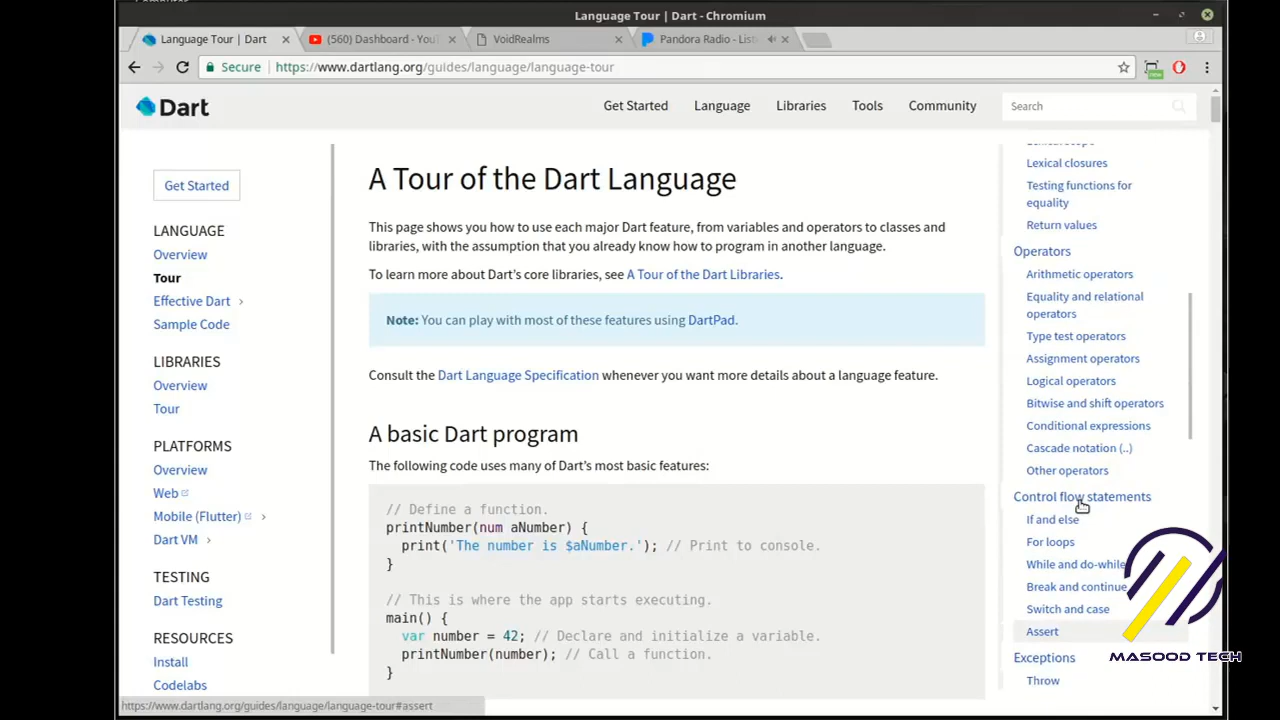 Language Tour | Dart - Chromium
Language Tour | Dart
(560) Dashboard - You
VoidRealms
Pandora Radio - List
Secure
https://www.dartlang.org/guides/language/language-tour
new
Dart
Get Started
Language
Libraries
Tools
Community
Search
Get Started
LANGUAGE
Overview
Tour
Effective Dart
Sample Code
LIBRARIES
Overview
Tour
PLATFORMS
Overview
Web
Mobile (Flutter)
Dart VM
TESTING
Dart Testing
RESOURCES
Install
Codelabs
A Tour of the Dart Language
This page shows you how to use each major Dart feature, from variables and operators to classes and
libraries, with the assumption that you already know how to program in another language.
To learn more about Dart's core libraries, see A Tour of the Dart Libraries.
Note: You can play with most of these features using DartPad.
Consult the Dart Language Specification whenever you want more details about a language feature.
A basic Dart program
The following code uses many of Dart's most basic features:
// Define a function.
printNumber(num aNumber) {
print('The number is $aNumber.'); // Print to console.
}
// This is where the app starts executing.
main() {
var number = 42; // Declare and initialize a variable.
printNumber(number); // Call a function.
}
Lexical closures
Testing functions for
equality
Return values
Operators
Arithmetic operators
Equality and relational
operators
Type test operators
Assignment operators
Logical operators
Bitwise and shift operators
Conditional expressions
Cascade notation (..)
Other operators
Control flow statements
If and else
For loops
While and do-while
Break and continue
Switch and case
Assert
Exceptions
Throw
MASOOD TECH
https://www.dartlang.org/guides/language/language-tour#assert